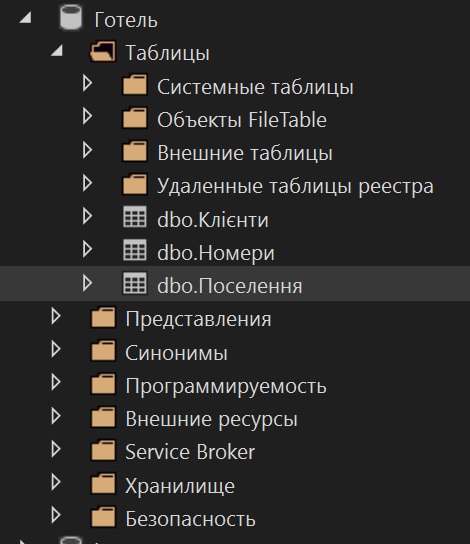 Готель
Таблицы
Системные таблицы
Объекты FileTable
Внешние таблицы
Удаленные таблицы реестра
dbo.Клієнти
dbo.Номери
dbo.Поселення
Представления
Синонимы
Программируемость
Внешние ресурсы
Service Broker
Хранилище
Безопасность